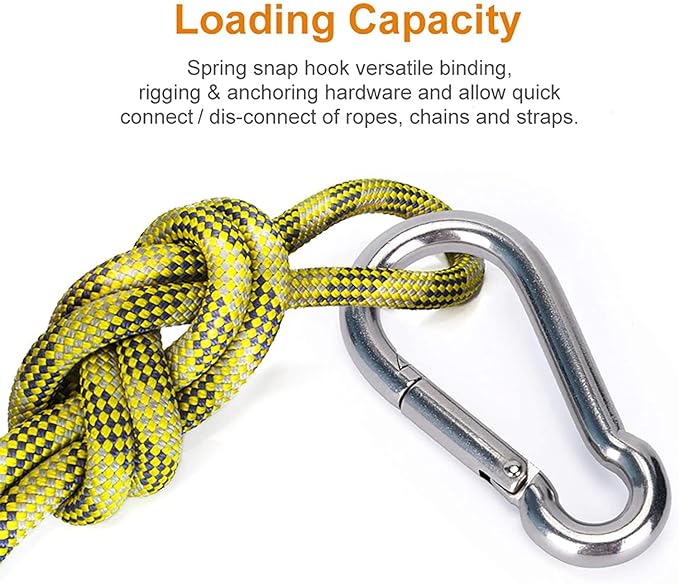 Loading Capacity
Spring snap hook versatile binding,
rigging & anchoring hardware and allow quick
connect / dis-connect of ropes, chains and straps.